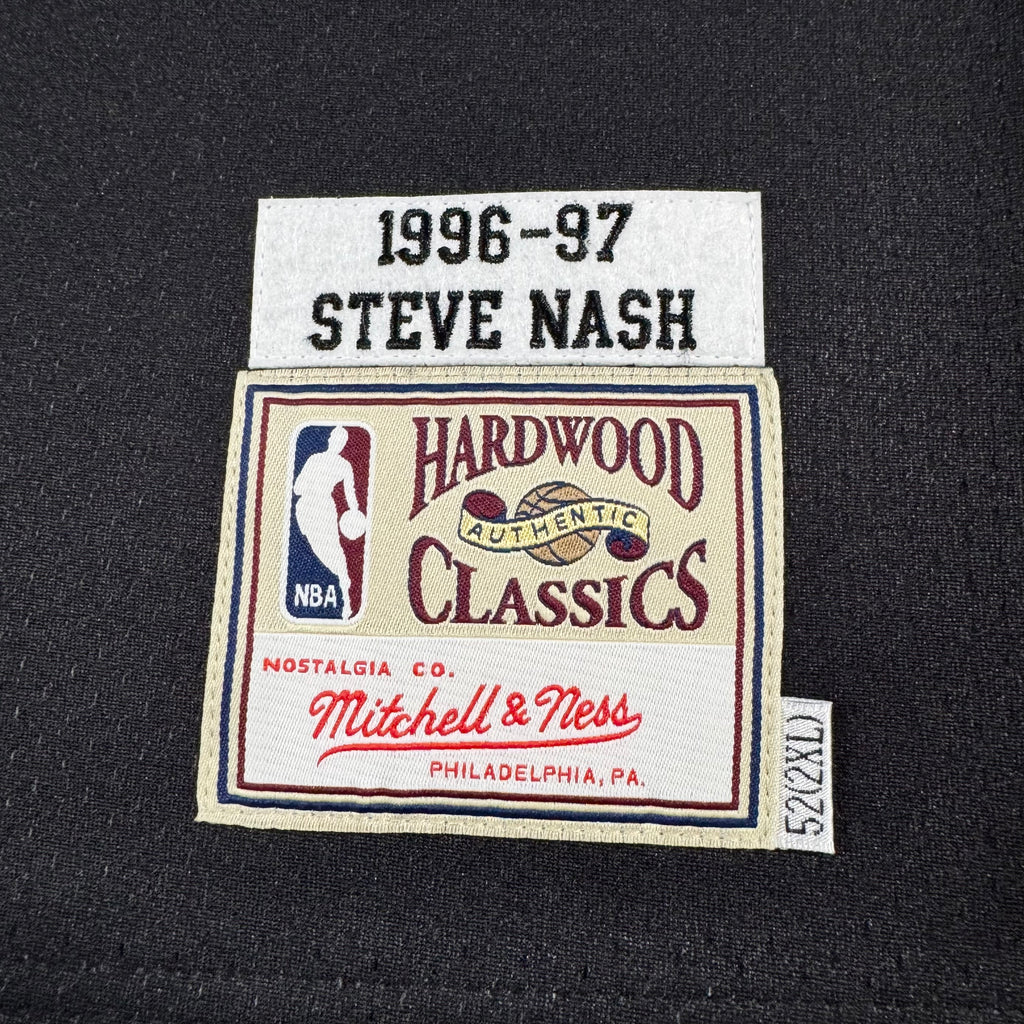 1996-97
STEVE NASH
HARDWOOD
AUTHENTIC
CLASSICS
NBA
NOSTALGIA CO.
Mitchell & Ness
PHILADELPHIA, PA.
52(2XL)